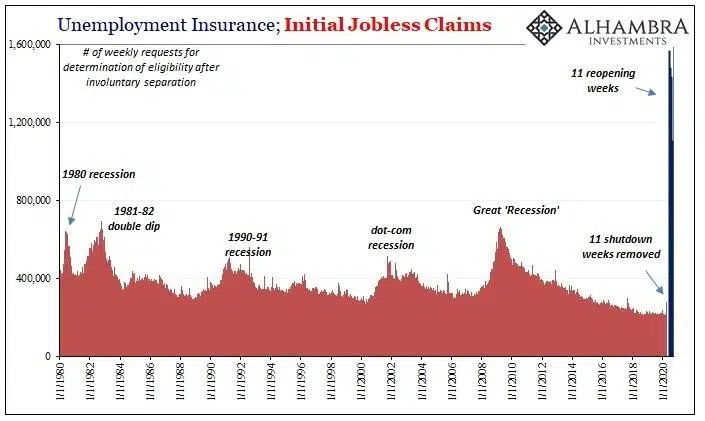 Unemployment Insurance; Initial Jobless Claims
ALHAMBRA
INVESTMENTS
# of weekly requests for
determination of eligibility after
involuntary separation
11 reopening
weeks
1980 recession
1981-82
double dip
1990-91
recession
dot-com
recession
Great 'Recession'
11 shutdown
weeks removed
1,600,000
1,200,000
800,000
400,000
0
1/1/1980
1/1/1982
1/1/1984
1/1/1986
1/1/1988
1/1/1990
1/1/1992
1/1/1994
1/1/1996
1/1/1998
1/1/2000
1/1/2002
1/1/2004
1/1/2006
1/1/2008
1/1/2010
1/1/2012
1/1/2014
1/1/2016
1/1/2018
1/1/2020